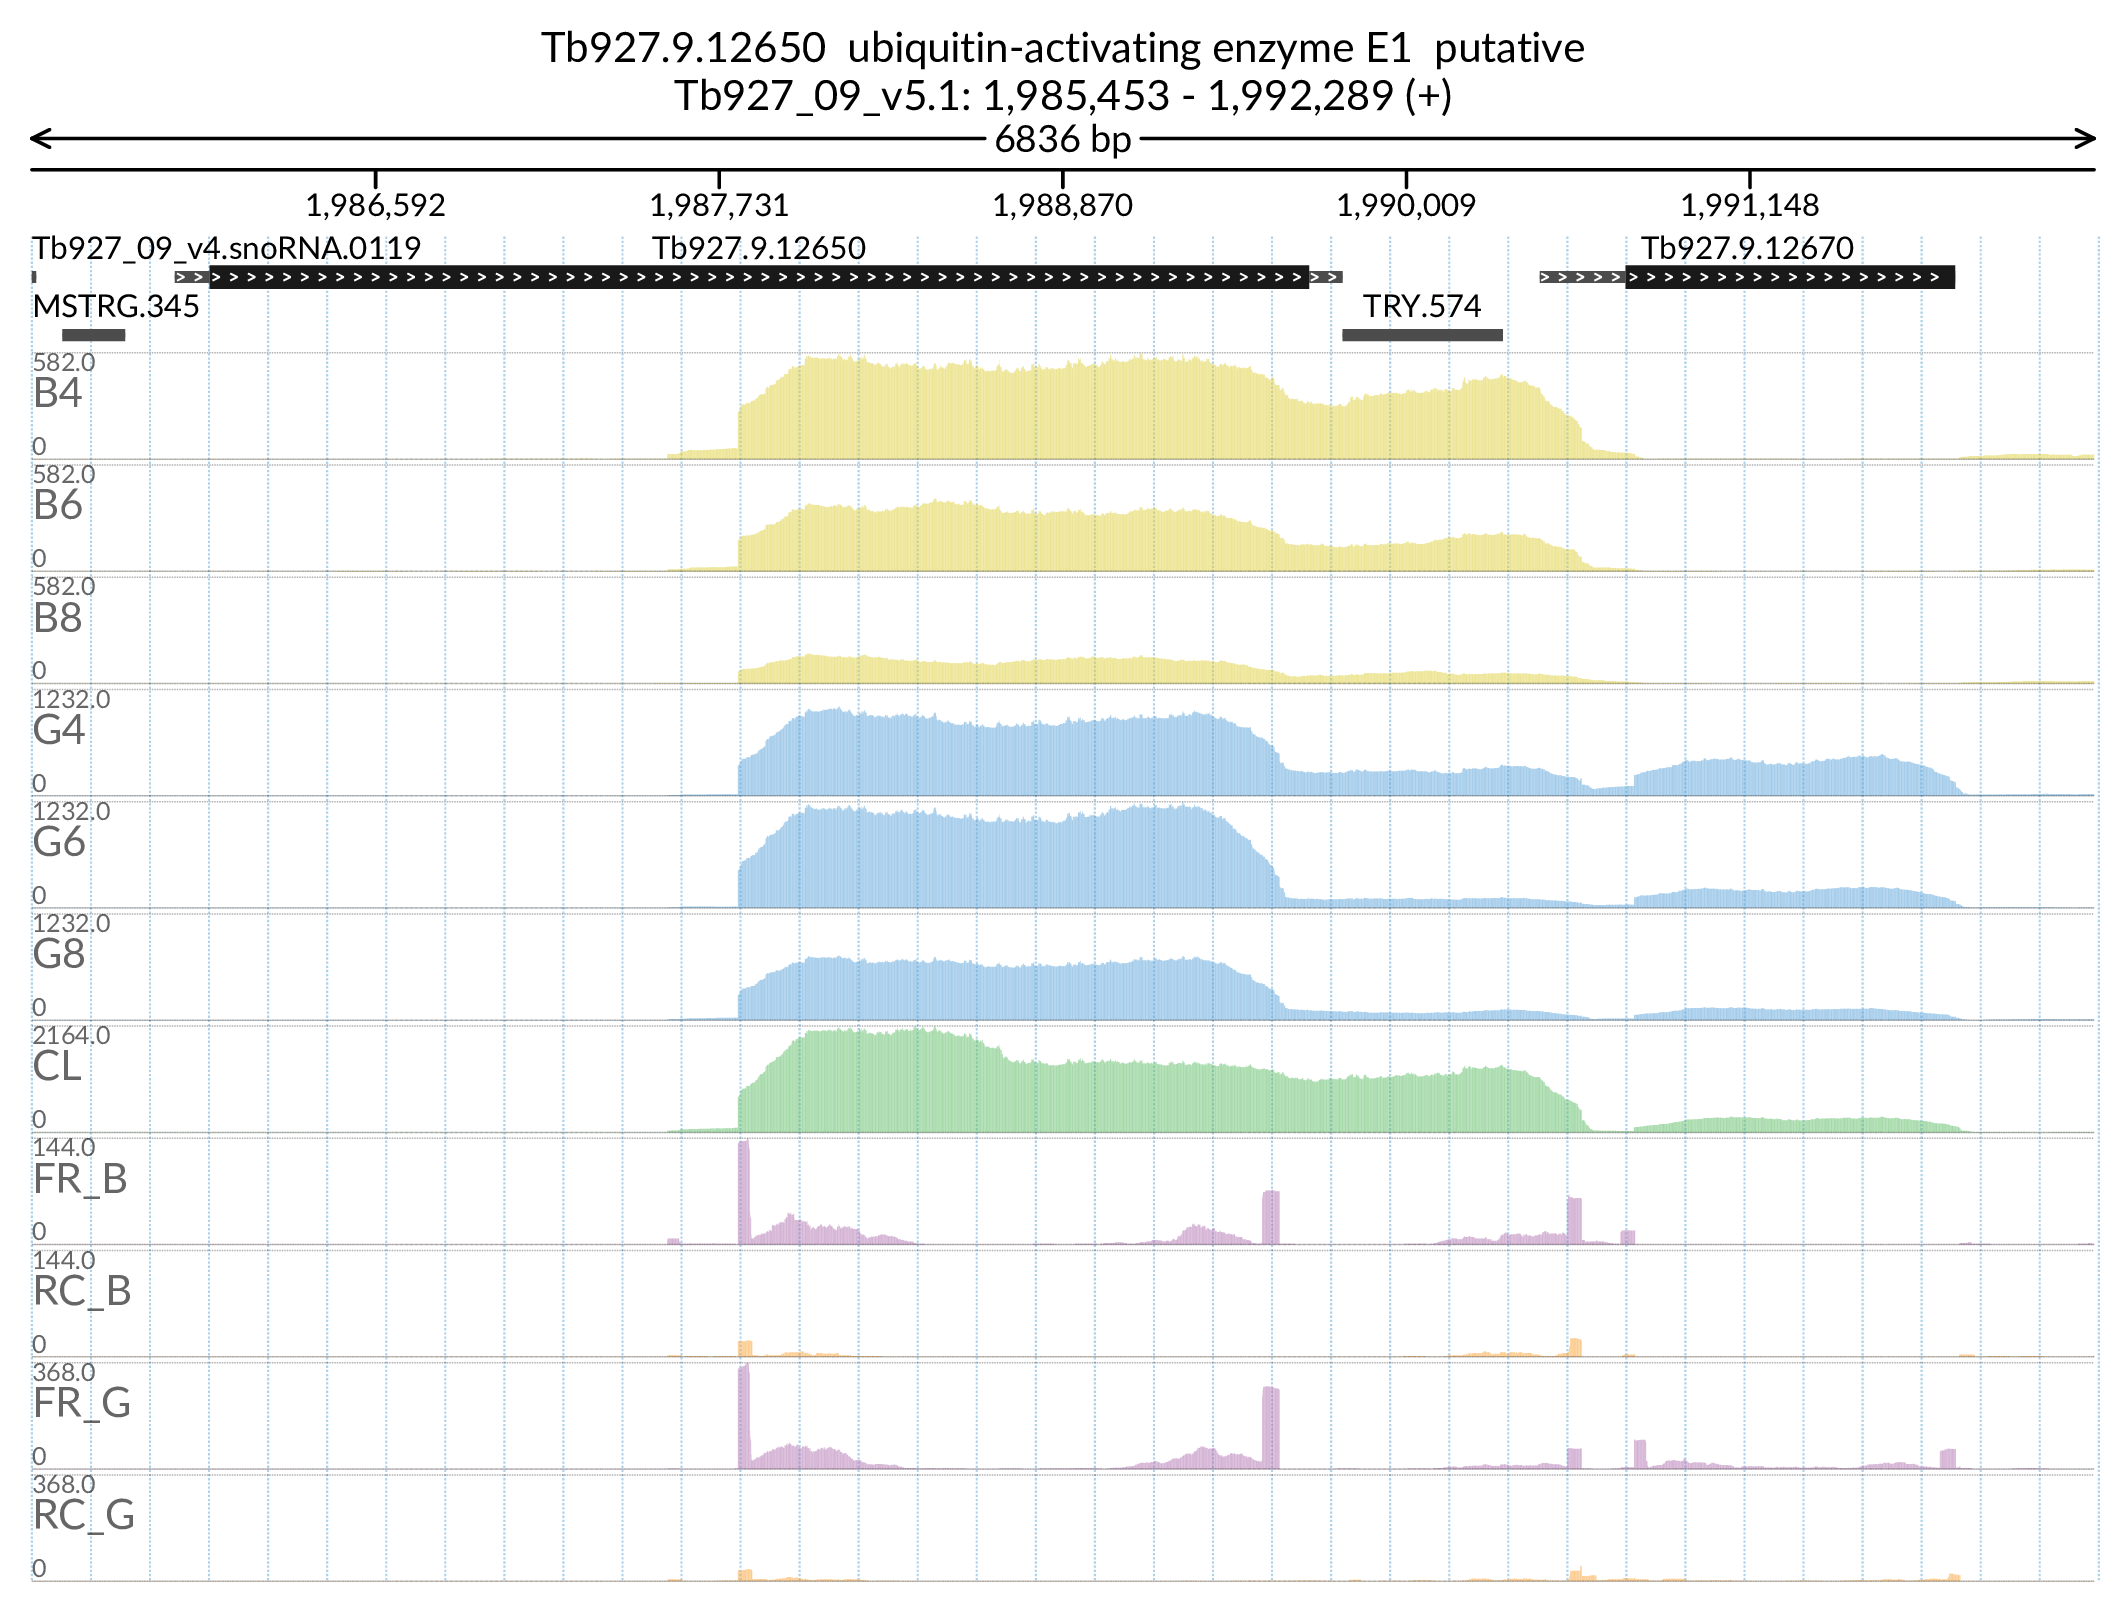 Tb927.9.12650  ubiquitin-activating enzyme E1  putative
Tb927_09_v5.1: 1,985,453 - 1,992,289 (+)
6836 bp
1,986,592 1,987,731 1,988,870 1,990,009 1,991,148
Tb927_09_v4.snoRNA.0119 Tb927.9.12650 Tb927.9.12670
MSTRG.345 TRY.574
582.0
B4
0
582.0
B6
0
582.0
B8
0
1232.0
G4
0
1232.0
G6
0
1232.0
G8
0
2164.0
CL
0
144.0
FR_B
0
144.0
RC_B
0
368.0
FR_G
0
368.0
RC_G
0